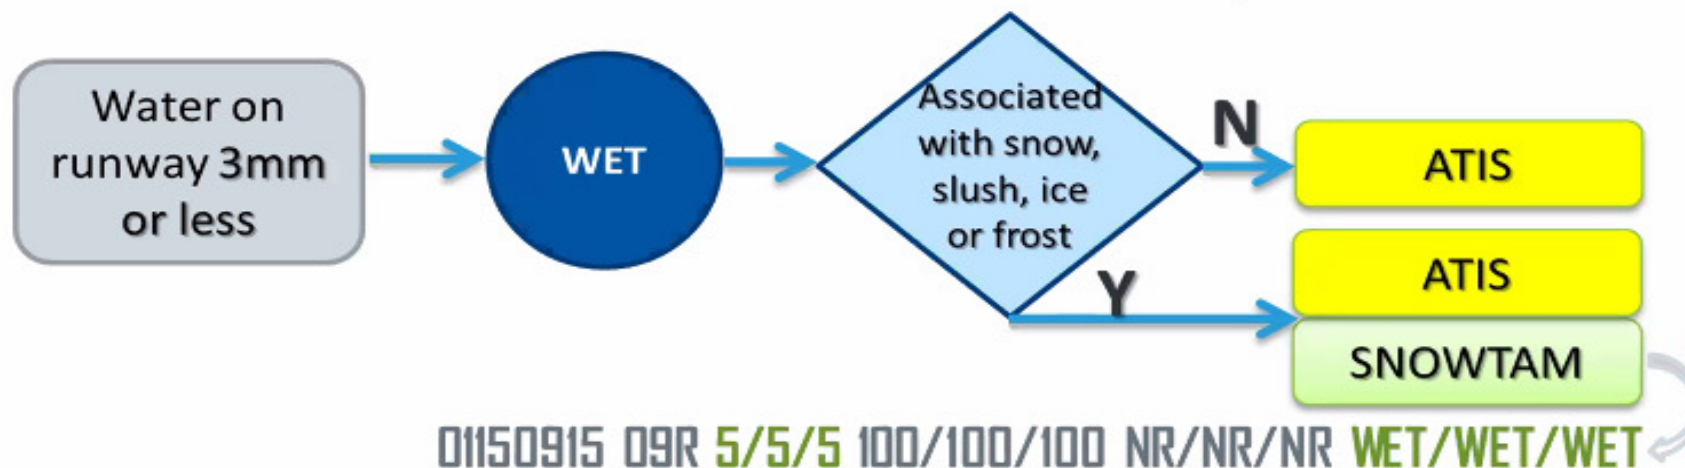 Water on
runway 3mm
or less
WET
Associated
with snow,
slush, ice
or frost
N
ATIS
Y
ATIS
SNOWTAM
01150915 09R 5/5/5 100/100/100 NR/NR/NR WET/WET/WET